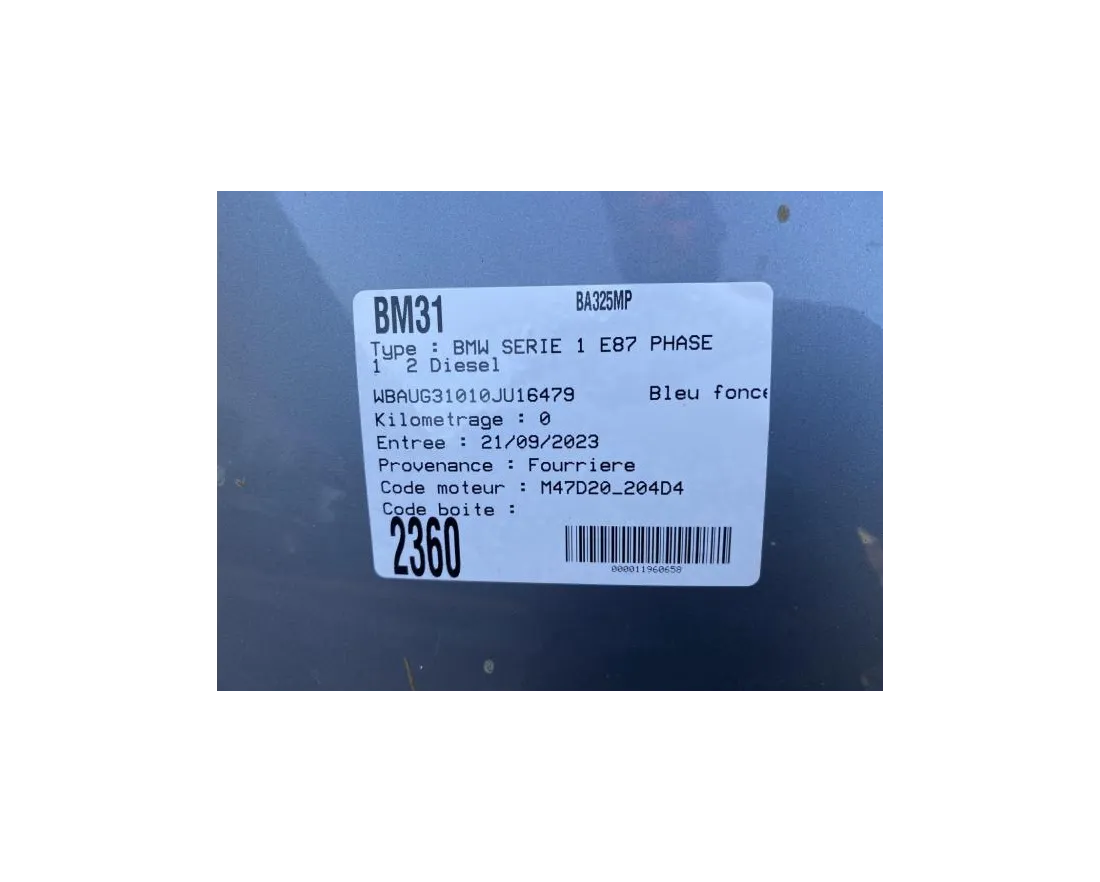 BM31 BA325MP
Type : BMW SERIE 1 E87 PHASE
1 2 Diesel
WBAUG31010JU16479 Bleu fonce
Kilometrage : 0
Entree : 21/09/2023
Provenance : Fourriere
Code moteur : M47D20_204D4
Code boite :
2360
000011960658